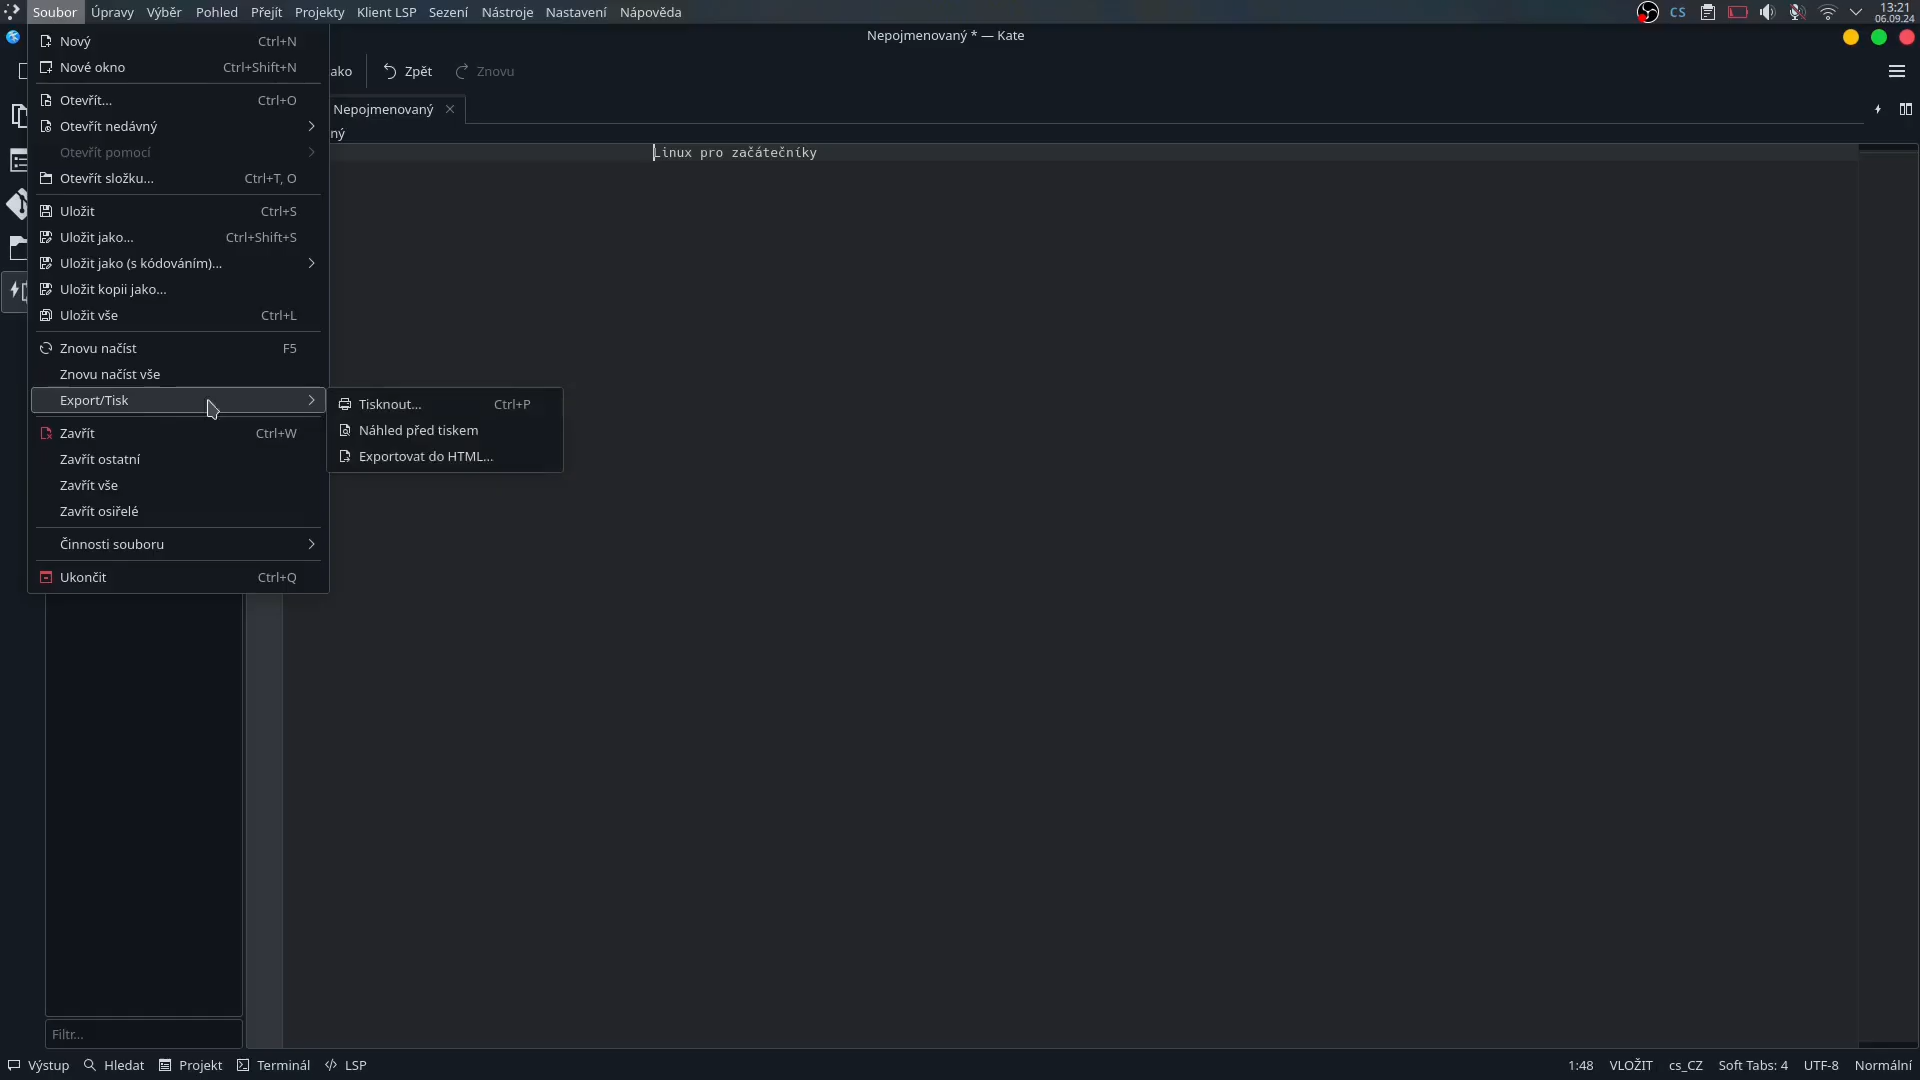 Soubor Úpravy Výběr Pohled Přejít Projekty Klient LSP Sezení Nástroje Nastavení Nápověda
CS 13:21
06.09.24
Nepojmenovaný * — Kate
Nový Ctrl+N
Nové okno Ctrl+Shift+N
ako Zpět Znovu
Otevřít... Ctrl+O
Nepojmenovaný
Otevřít nedávný
ný
Otevřít pomocí
Linux pro začátečníky
Otevřít složku... Ctrl+T, O
Uložit Ctrl+S
Uložit jako... Ctrl+Shift+S
Uložit jako (s kódováním)...
Uložit kopii jako...
Uložit vše Ctrl+L
Znovu načíst F5
Znovu načíst vše
Export/Tisk
Tisknout... Ctrl+P
Náhled před tiskem
Exportovat do HTML...
Zavřít Ctrl+W
Zavřít ostatní
Zavřít vše
Zavřít osiřelé
Činnosti souboru
Ukončit Ctrl+Q
Filtr...
Výstup Hledat Projekt Terminál LSP 1:48 VLOŽIT cs_CZ Soft Tabs: 4 UTF-8 Normální